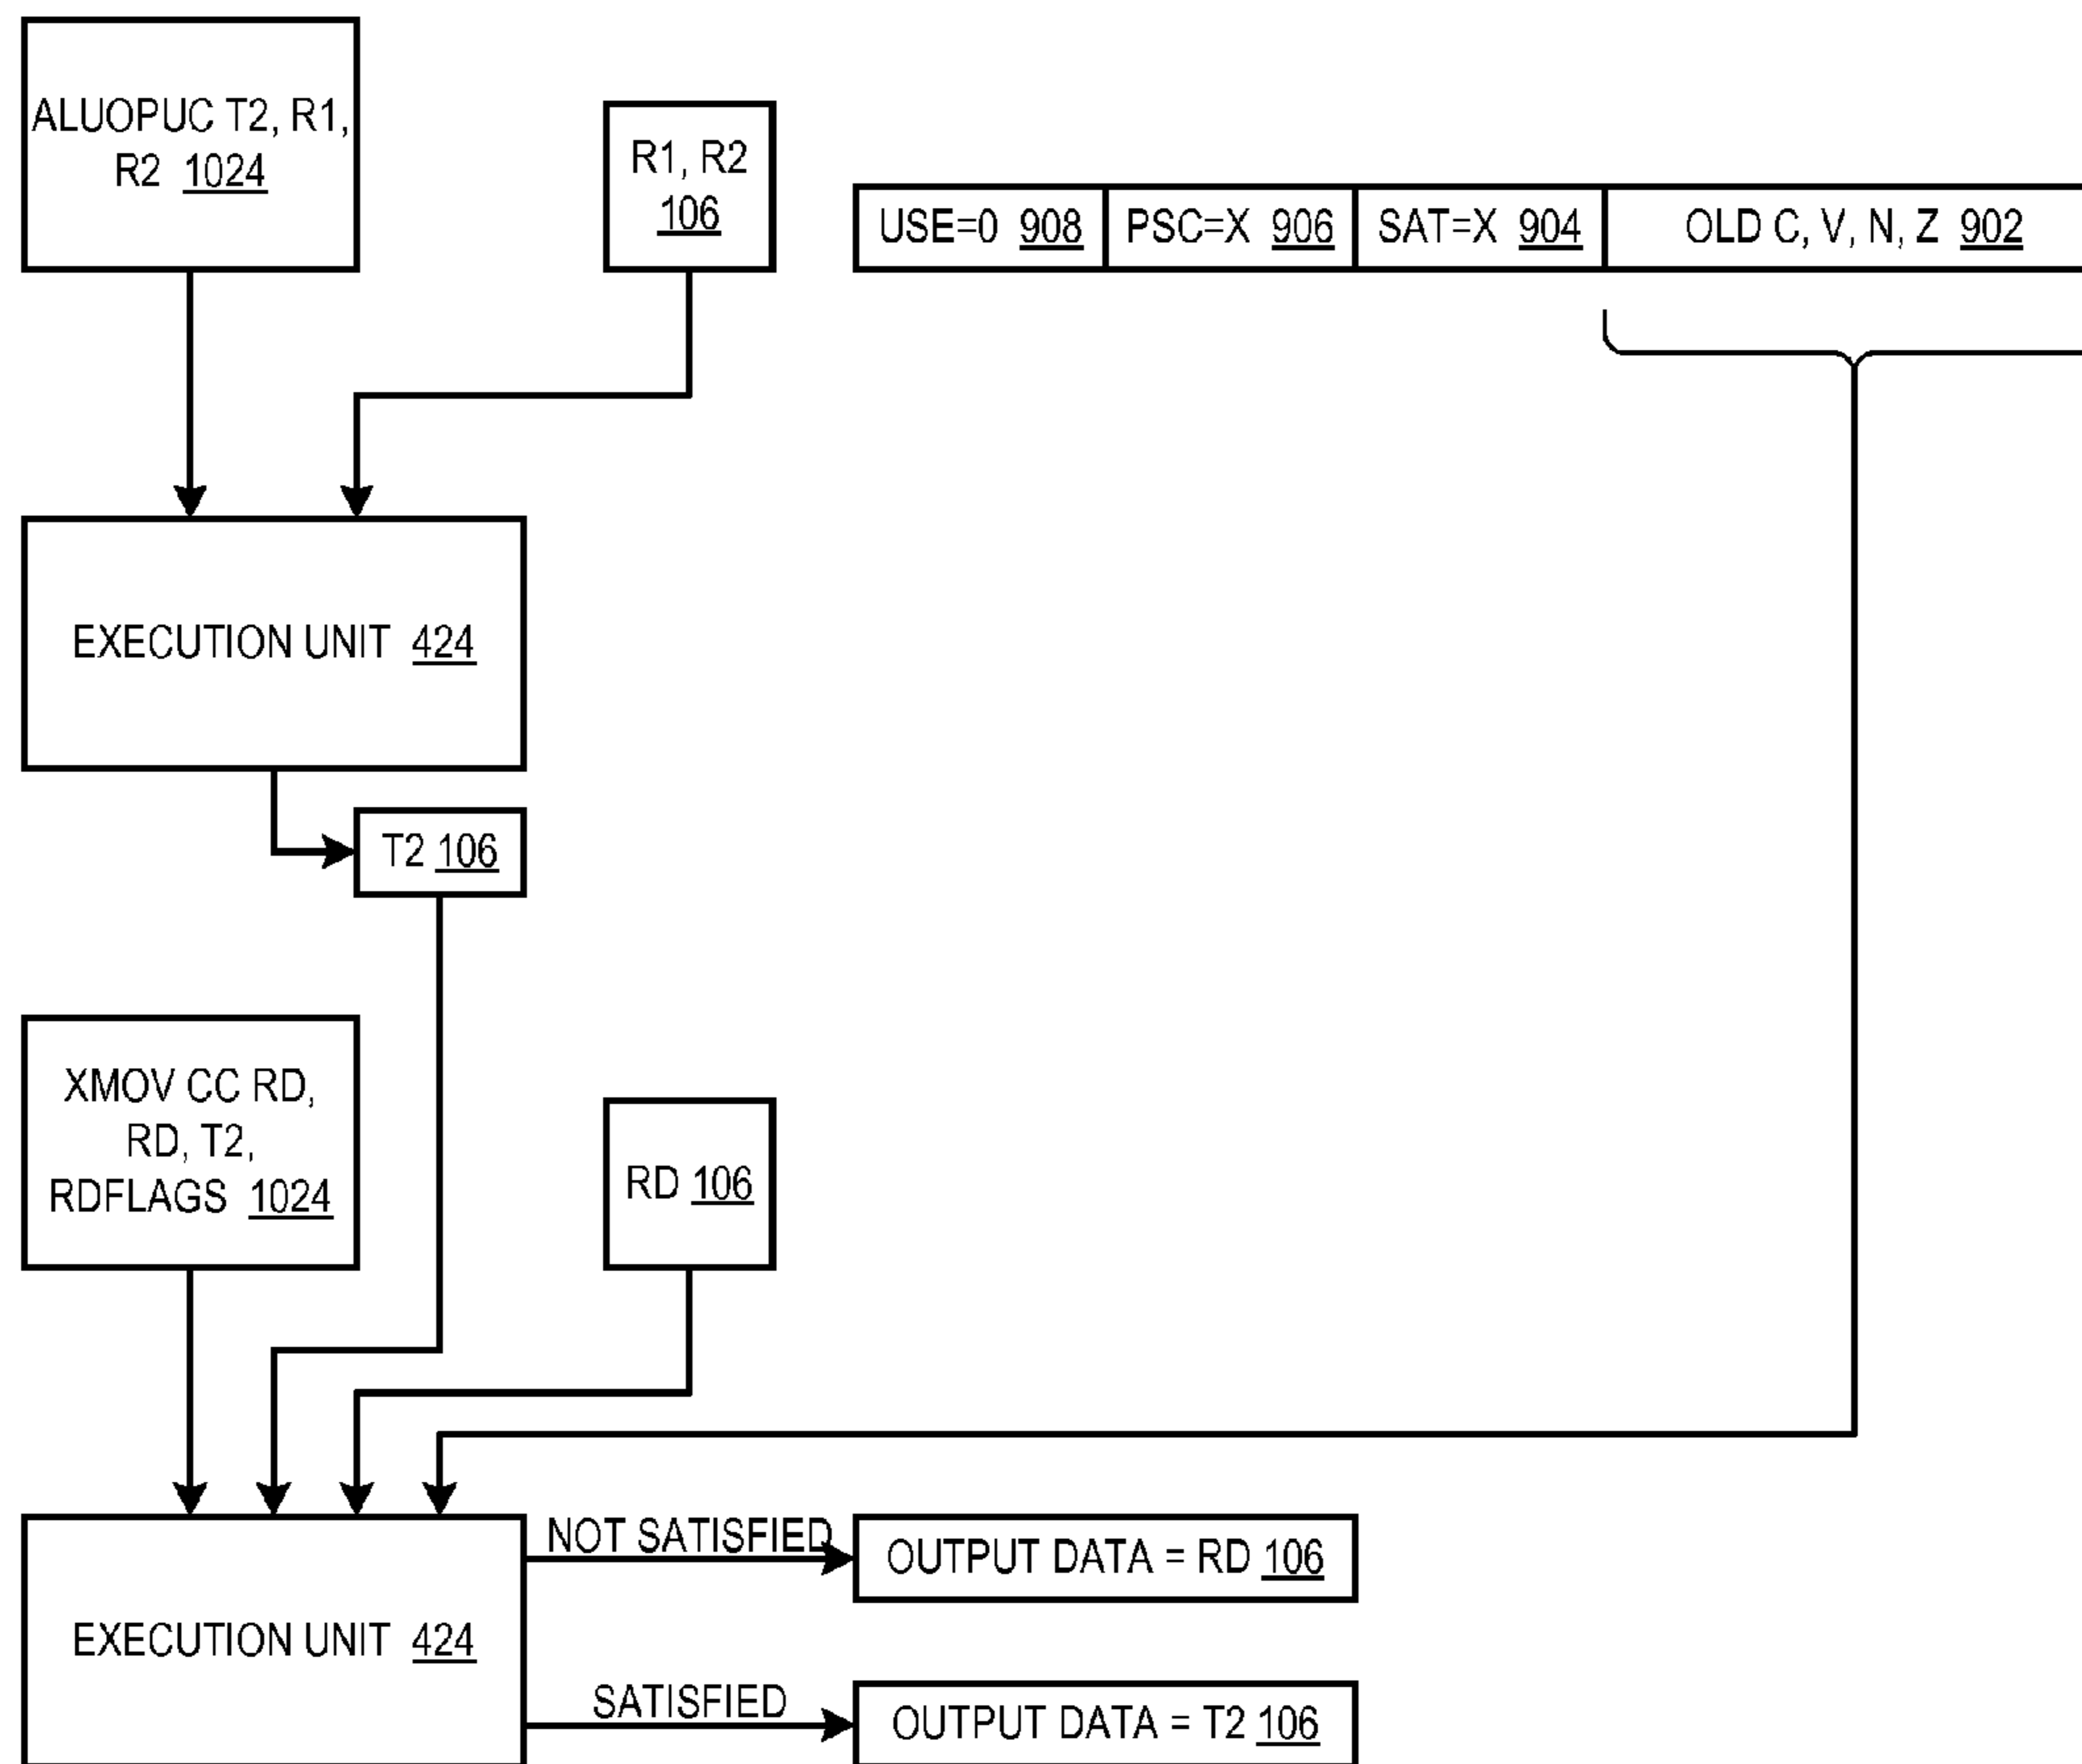 ALUOPUC T2, R1,
R2 1024
R1, R2
106
USE=0 908
PSC=X 906
SAT=X 904
OLD C, V, N, Z 902
EXECUTION UNIT 424
T2 106
XMOV CC RD,
RD, T2,
RDFLAGS 1024
RD 106
EXECUTION UNIT 424
NOT SATISFIED
OUTPUT DATA = RD 106
SATISFIED
OUTPUT DATA = T2 106